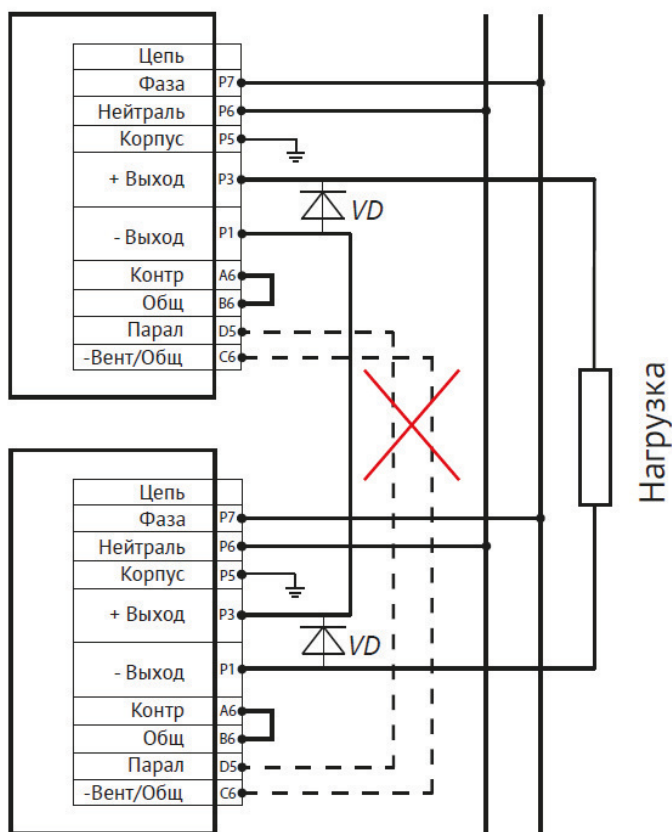 Цепь
Фаза P7
Нейтраль P6
Корпус P5
+ Выход P3
VD
- Выход P1
Контр A6
Общ B6
Парал D5
-Вент/Общ C6
Нагрузка
Цепь
Фаза P7
Нейтраль P6
Корпус P5
+ Выход P3
VD
- Выход P1
Контр A6
Общ B6
Парал D5
-Вент/Общ C6